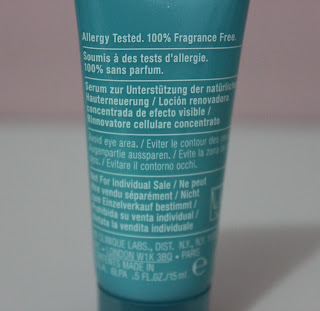 Allergy Tested. 100% Fragrance Free.
Soumis à des tests d'allergie.
100% sans parfum.
Serum zur Unterstützung der natürlichen
Hauterneuerung / Loción renovadora
concentrada de efecto visible /
Rinnovatore cellulare concentrato
Avoid eye area. / Eviter le contour des yeux
Augenpartie aussparen. / Evite la zona
Evitare il contorno occhi.
Not For Individual Sale / Ne peut
être vendu séparément / Nicht
zum Einzelverkauf bestimmt /
Prohibida su venta individual /
Vietata la vendita individuale
CLINIQUE LABS., DIST. N.Y., N.Y.
LONDON W1K 3BQ • PARIS
MADE IN
6LPA .5 FL.OZ./15 ml ℮